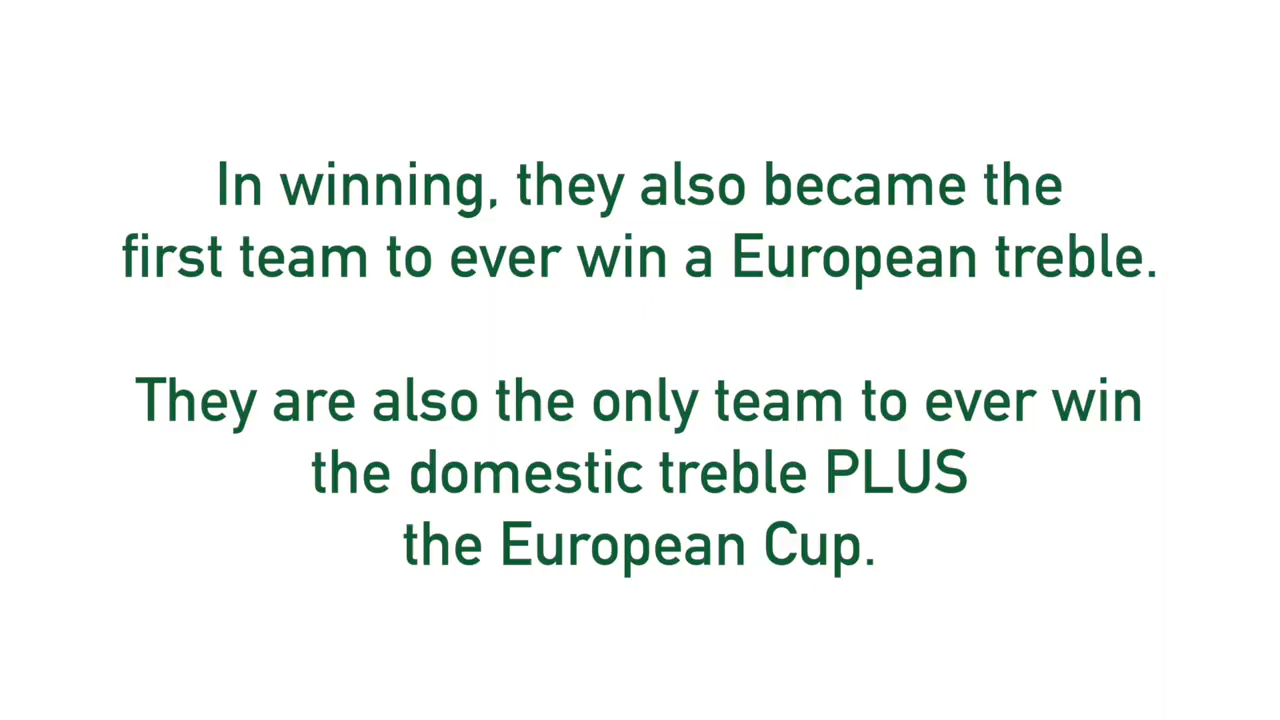 In winning, they also became the
first team to ever win a European treble.
They are also the only team to ever win
the domestic treble PLUS
the European Cup.